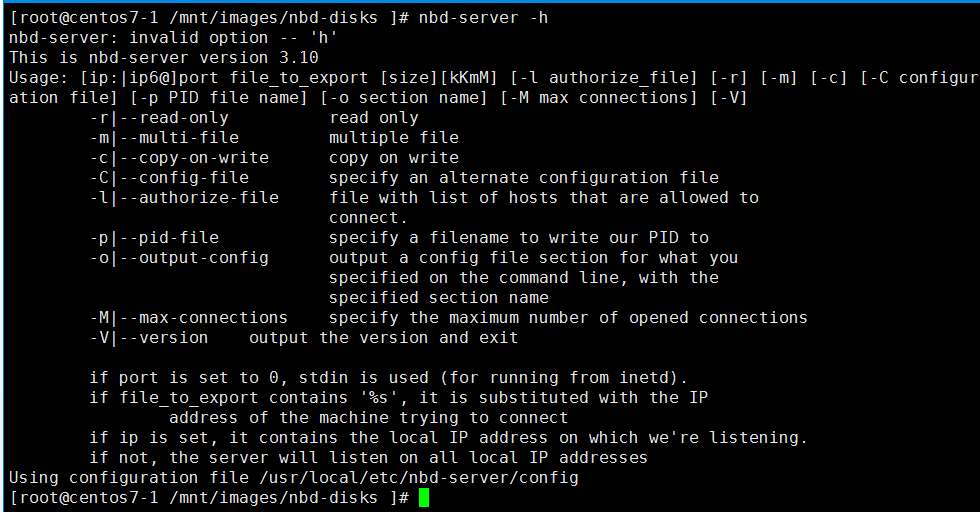 [root@centos7-1 /mnt/images/nbd-disks ]# nbd-server -h
nbd-server: invalid option -- 'h'
This is nbd-server version 3.10
Usage: [ip:|ip6@]port file_to_export [size][kKmM] [-l authorize_file] [-r] [-m] [-c] [-C configur
ation file] [-p PID file name] [-o section name] [-M max connections] [-V]
        -r|--read-only          read only
        -m|--multi-file         multiple file
        -c|--copy-on-write      copy on write
        -C|--config-file        specify an alternate configuration file
        -l|--authorize-file     file with list of hosts that are allowed to
                                connect.
        -p|--pid-file           specify a filename to write our PID to
        -o|--output-config      output a config file section for what you
                                specified on the command line, with the
                                specified section name
        -M|--max-connections    specify the maximum number of opened connections
        -V|--version    output the version and exit

        if port is set to 0, stdin is used (for running from inetd).
        if file_to_export contains '%s', it is substituted with the IP
                address of the machine trying to connect
        if ip is set, it contains the local IP address on which we're listening.
        if not, the server will listen on all local IP addresses
Using configuration file /usr/local/etc/nbd-server/config
[root@centos7-1 /mnt/images/nbd-disks ]#